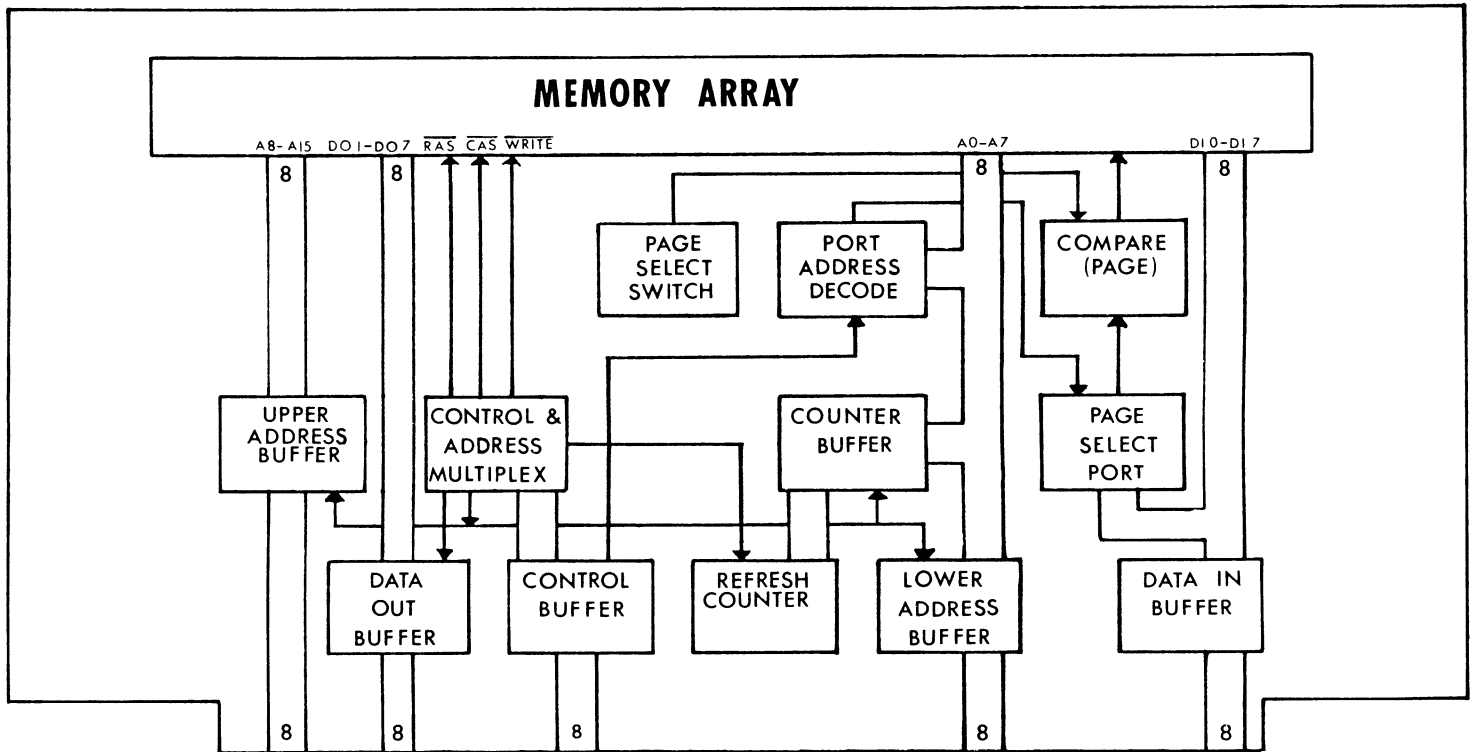 MEMORY ARRAY
A8-A15 DO1-DO7 RAS CAS WRITE A0-A7 DI0-DI7
8 8 8 8
PAGE
SELECT
SWITCH
PORT
ADDRESS
DECODE
COMPARE
(PAGE)
UPPER
ADDRESS
BUFFER
CONTROL &
ADDRESS
MULTIPLEX
COUNTER
BUFFER
PAGE
SELECT
PORT
DATA
OUT
BUFFER
CONTROL
BUFFER
REFRESH
COUNTER
LOWER
ADDRESS
BUFFER
DATA IN
BUFFER
8 8 8 8 8